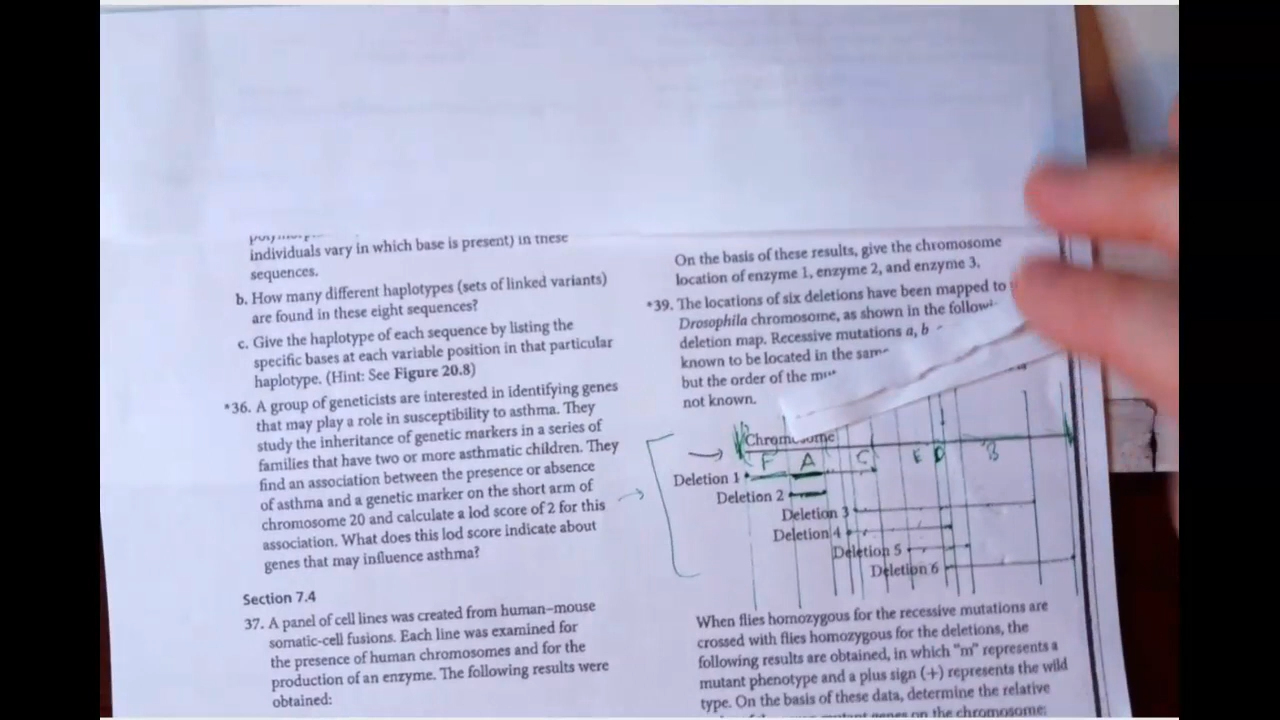 individuals vary in which base is present) in these
sequences.
b. How many different haplotypes (sets of linked variants)
are found in these eight sequences?
c. Give the haplotype of each sequence by listing the
specific bases at each variable position in that particular
haplotype. (Hint: See Figure 20.8)
*36. A group of geneticists are interested in identifying genes
that may play a role in susceptibility to asthma. They
study the inheritance of genetic markers in a series of
families that have two or more asthmatic children. They
find an association between the presence or absence
of asthma and a genetic marker on the short arm of
chromosome 20 and calculate a lod score of 2 for this
association. What does this lod score indicate about
genes that may influence asthma?
Section 7.4
37. A panel of cell lines was created from human–mouse
somatic-cell fusions. Each line was examined for
the presence of human chromosomes and for the
production of an enzyme. The following results were
obtained:
On the basis of these results, give the chromosome
location of enzyme 1, enzyme 2, and enzyme 3.
*39. The locations of six deletions have been mapped to
Drosophila chromosome, as shown in the
deletion map. Recessive mutations a, b
known to be located in the
but the order of the
not known.
Chromosome
F A C E D B
Deletion 1
Deletion 2
Deletion 3
Deletion 4
Deletion 5
Deletion 6
When flies homozygous for the recessive mutations are
crossed with flies homozygous for the deletions, the
following results are obtained, in which "m" represents a
mutant phenotype and a plus sign (+) represents the wild
type. On the basis of these data, determine the relative